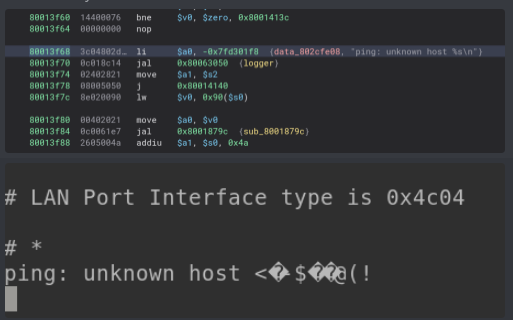 80013f60 14400076 bne $v0, $zero, 0x8001413c
80013f64 00000000 nop
80013f68 3c04802d… li $a0, -0x7fd301f8 {data_802cfe08, "ping: unknown host %s\n"}
80013f70 0c018c14 jal 0x80063050 {logger}
80013f74 02402821 move $a1, $s2
80013f78 08005050 j 0x80014140
80013f7c 8e020090 lw $v0, 0x90($s0)
80013f80 00402021 move $a0, $v0
80013f84 0c0061e7 jal 0x8001879c {sub_8001879c}
80013f88 2605004a addiu $a1, $s0, 0x4a
# LAN Port Interface type is 0x4c04
# *
ping: unknown host <�$��@(!